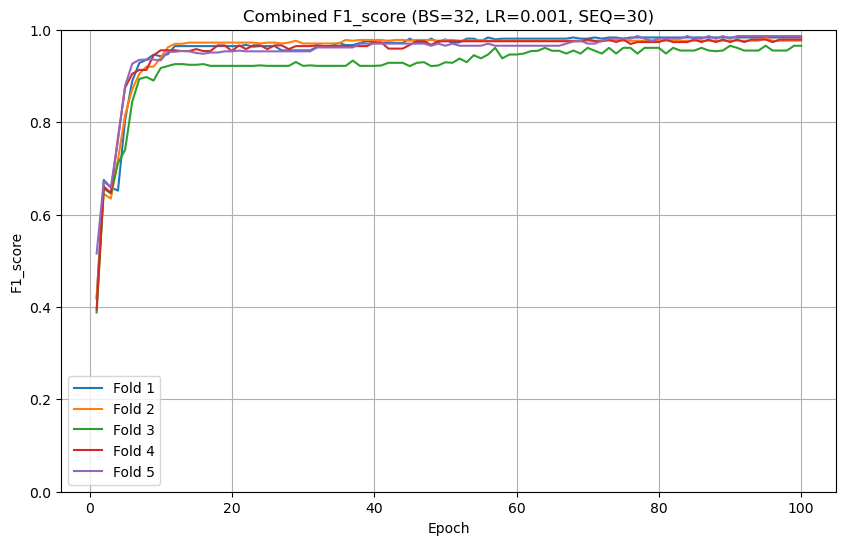 Combined F1_score (BS=32, LR=0.001, SEQ=30)
F1_score
1.0
0.8
0.6
0.4
0.2
0.0
Fold 1
Fold 2
Fold 3
Fold 4
Fold 5
0 20 40 60 80 100
Epoch